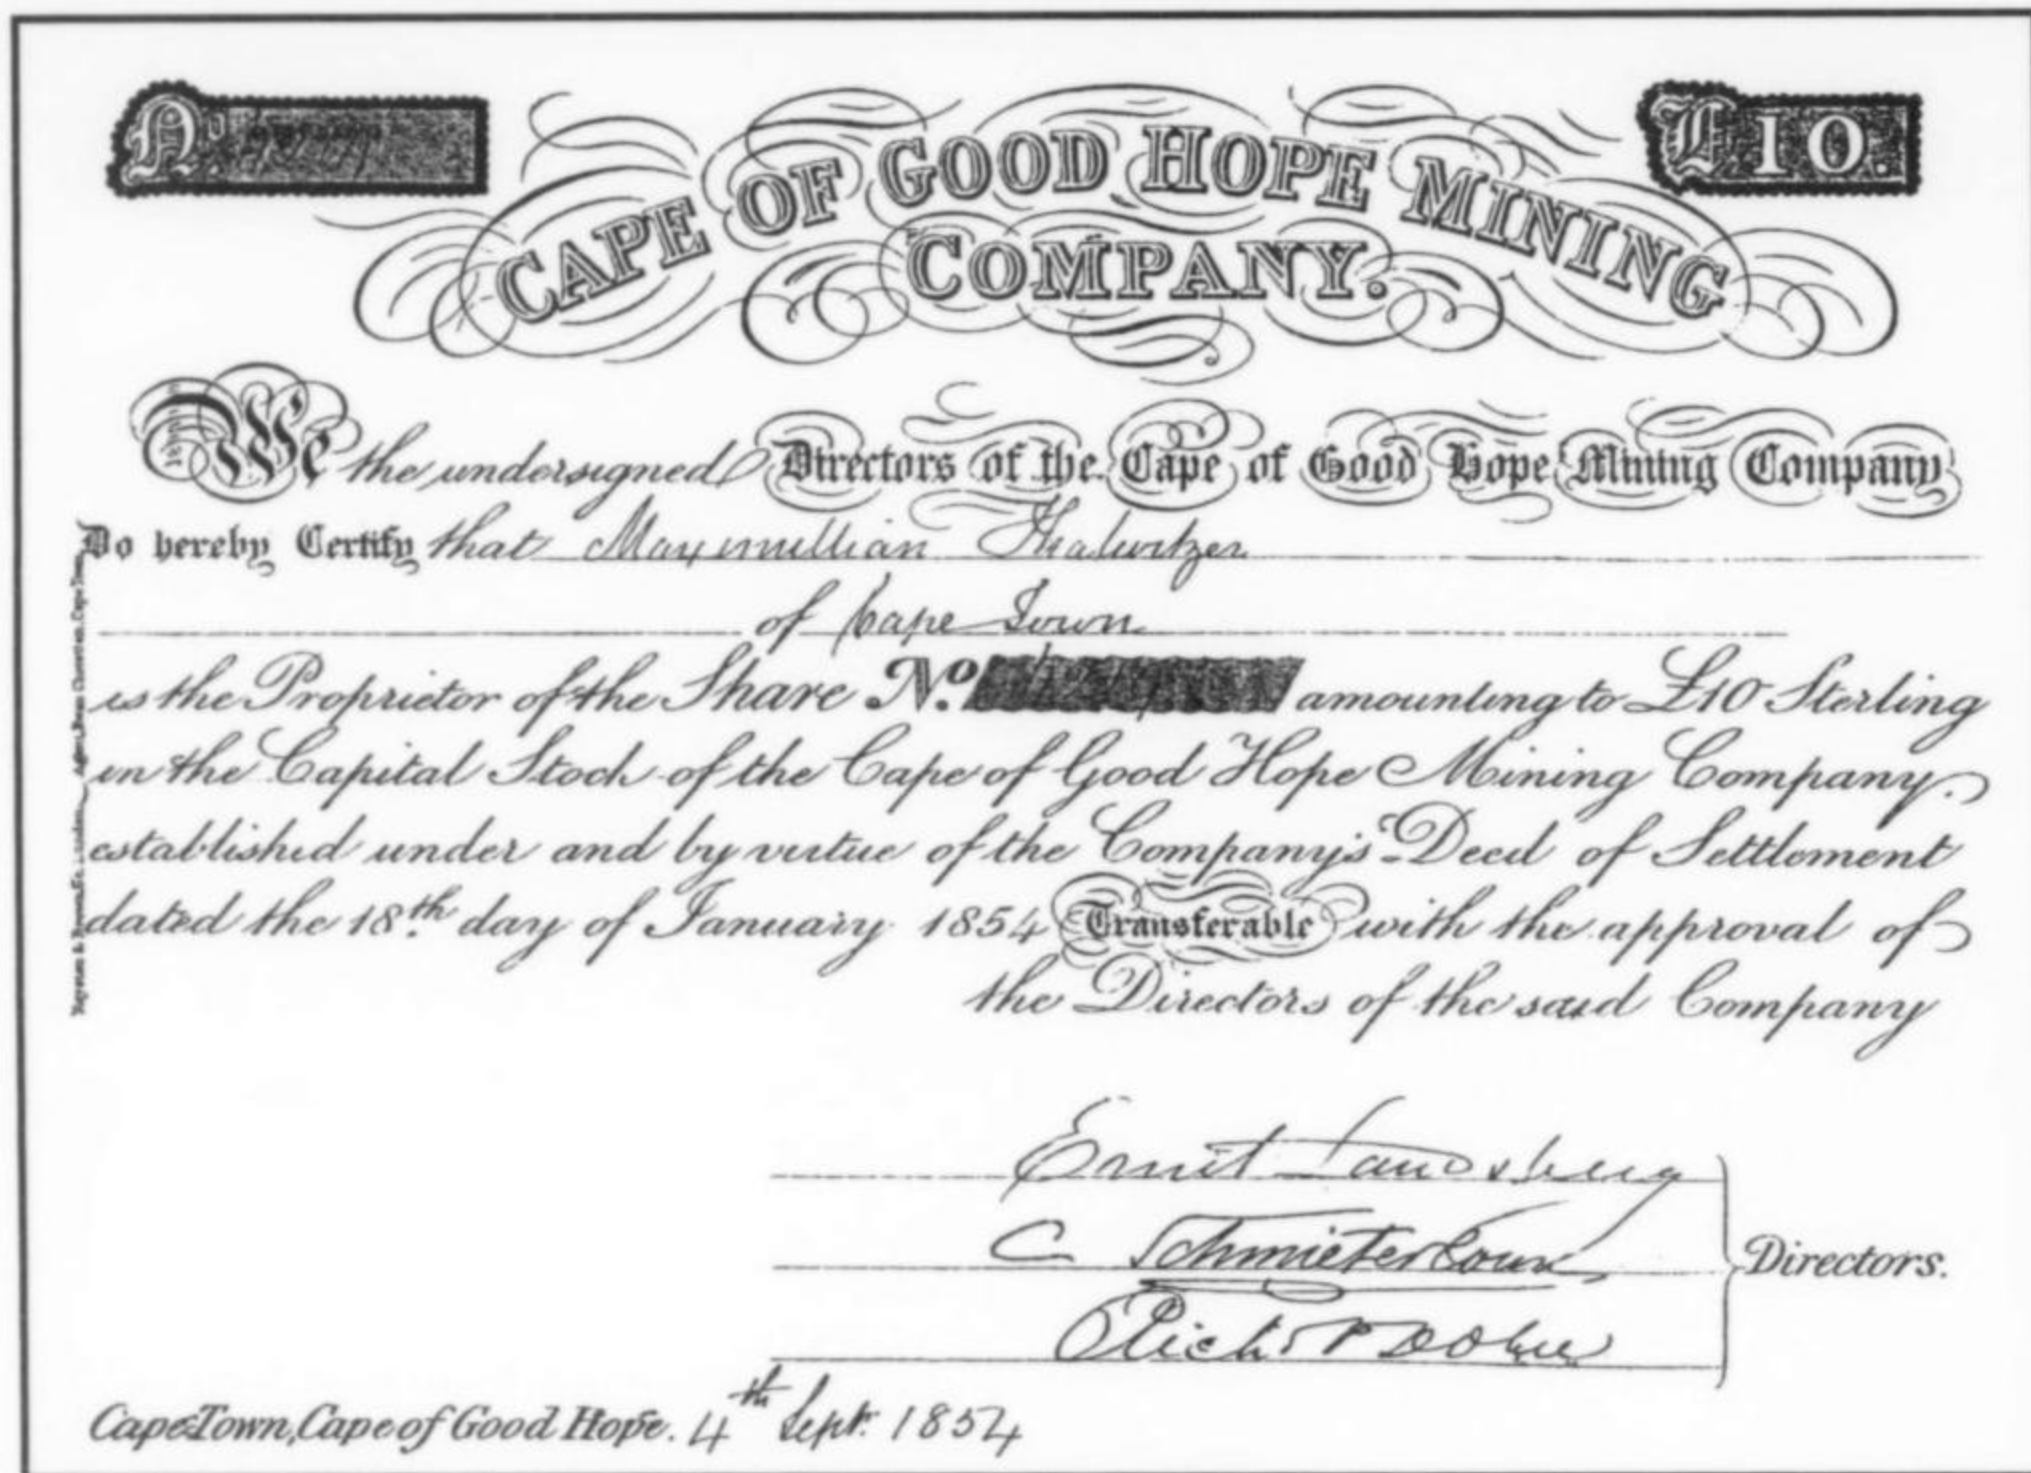 No.
£10.
CAPE OF GOOD HOPE MINING
COMPANY.
We the undersigned Directors of the Cape of Good Hope Mining Company
Do hereby Certify that Maxymillian
of Cape Town
is the Proprietor of the Share No. amounting to £10 Sterling
in the Capital Stock of the Cape of Good Hope Mining Company.
established under and by virtue of the Company's Deed of Settlement
dated the 18th day of January 1854 Transferable with the approval of
the Directors of the said Company
Ernst Landsberg
C
Directors.
Cape Town, Cape of Good Hope. 4th Sept. 1854